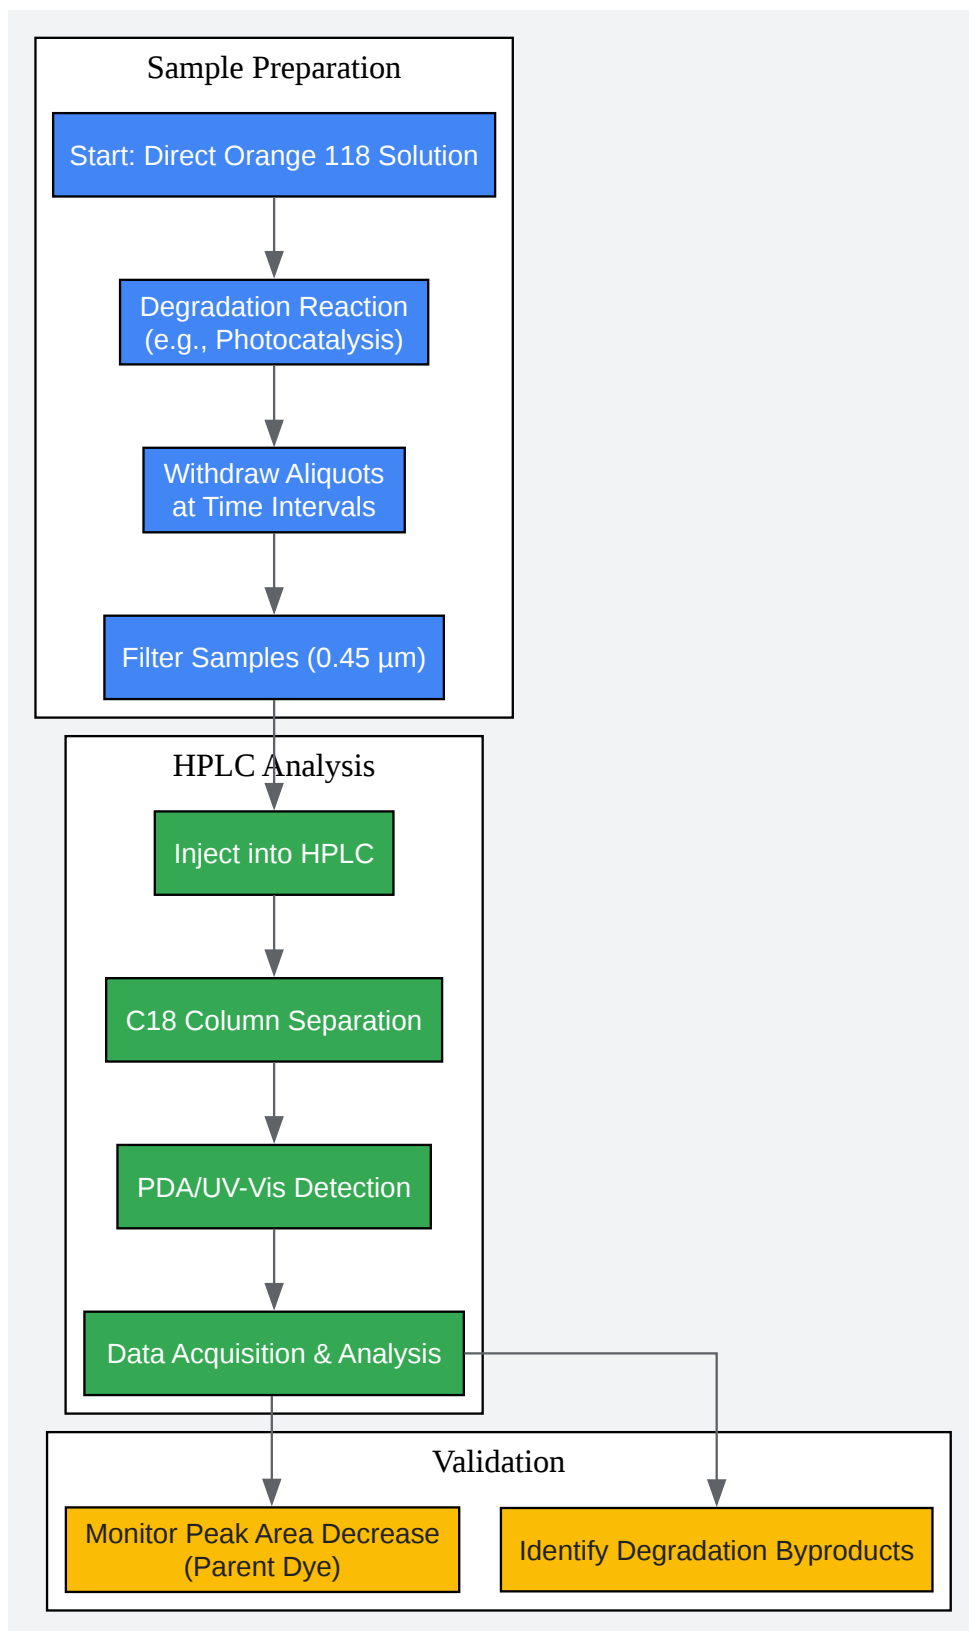 Sample Preparation
Start: Direct Orange 118 Solution
Degradation Reaction
(e.g., Photocatalysis)
Withdraw Aliquots
at Time Intervals
Filter Samples (0.45 µm)
HPLC Analysis
Inject into HPLC
C18 Column Separation
PDA/UV-Vis Detection
Data Acquisition & Analysis
Validation
Monitor Peak Area Decrease
(Parent Dye)
Identify Degradation Byproducts